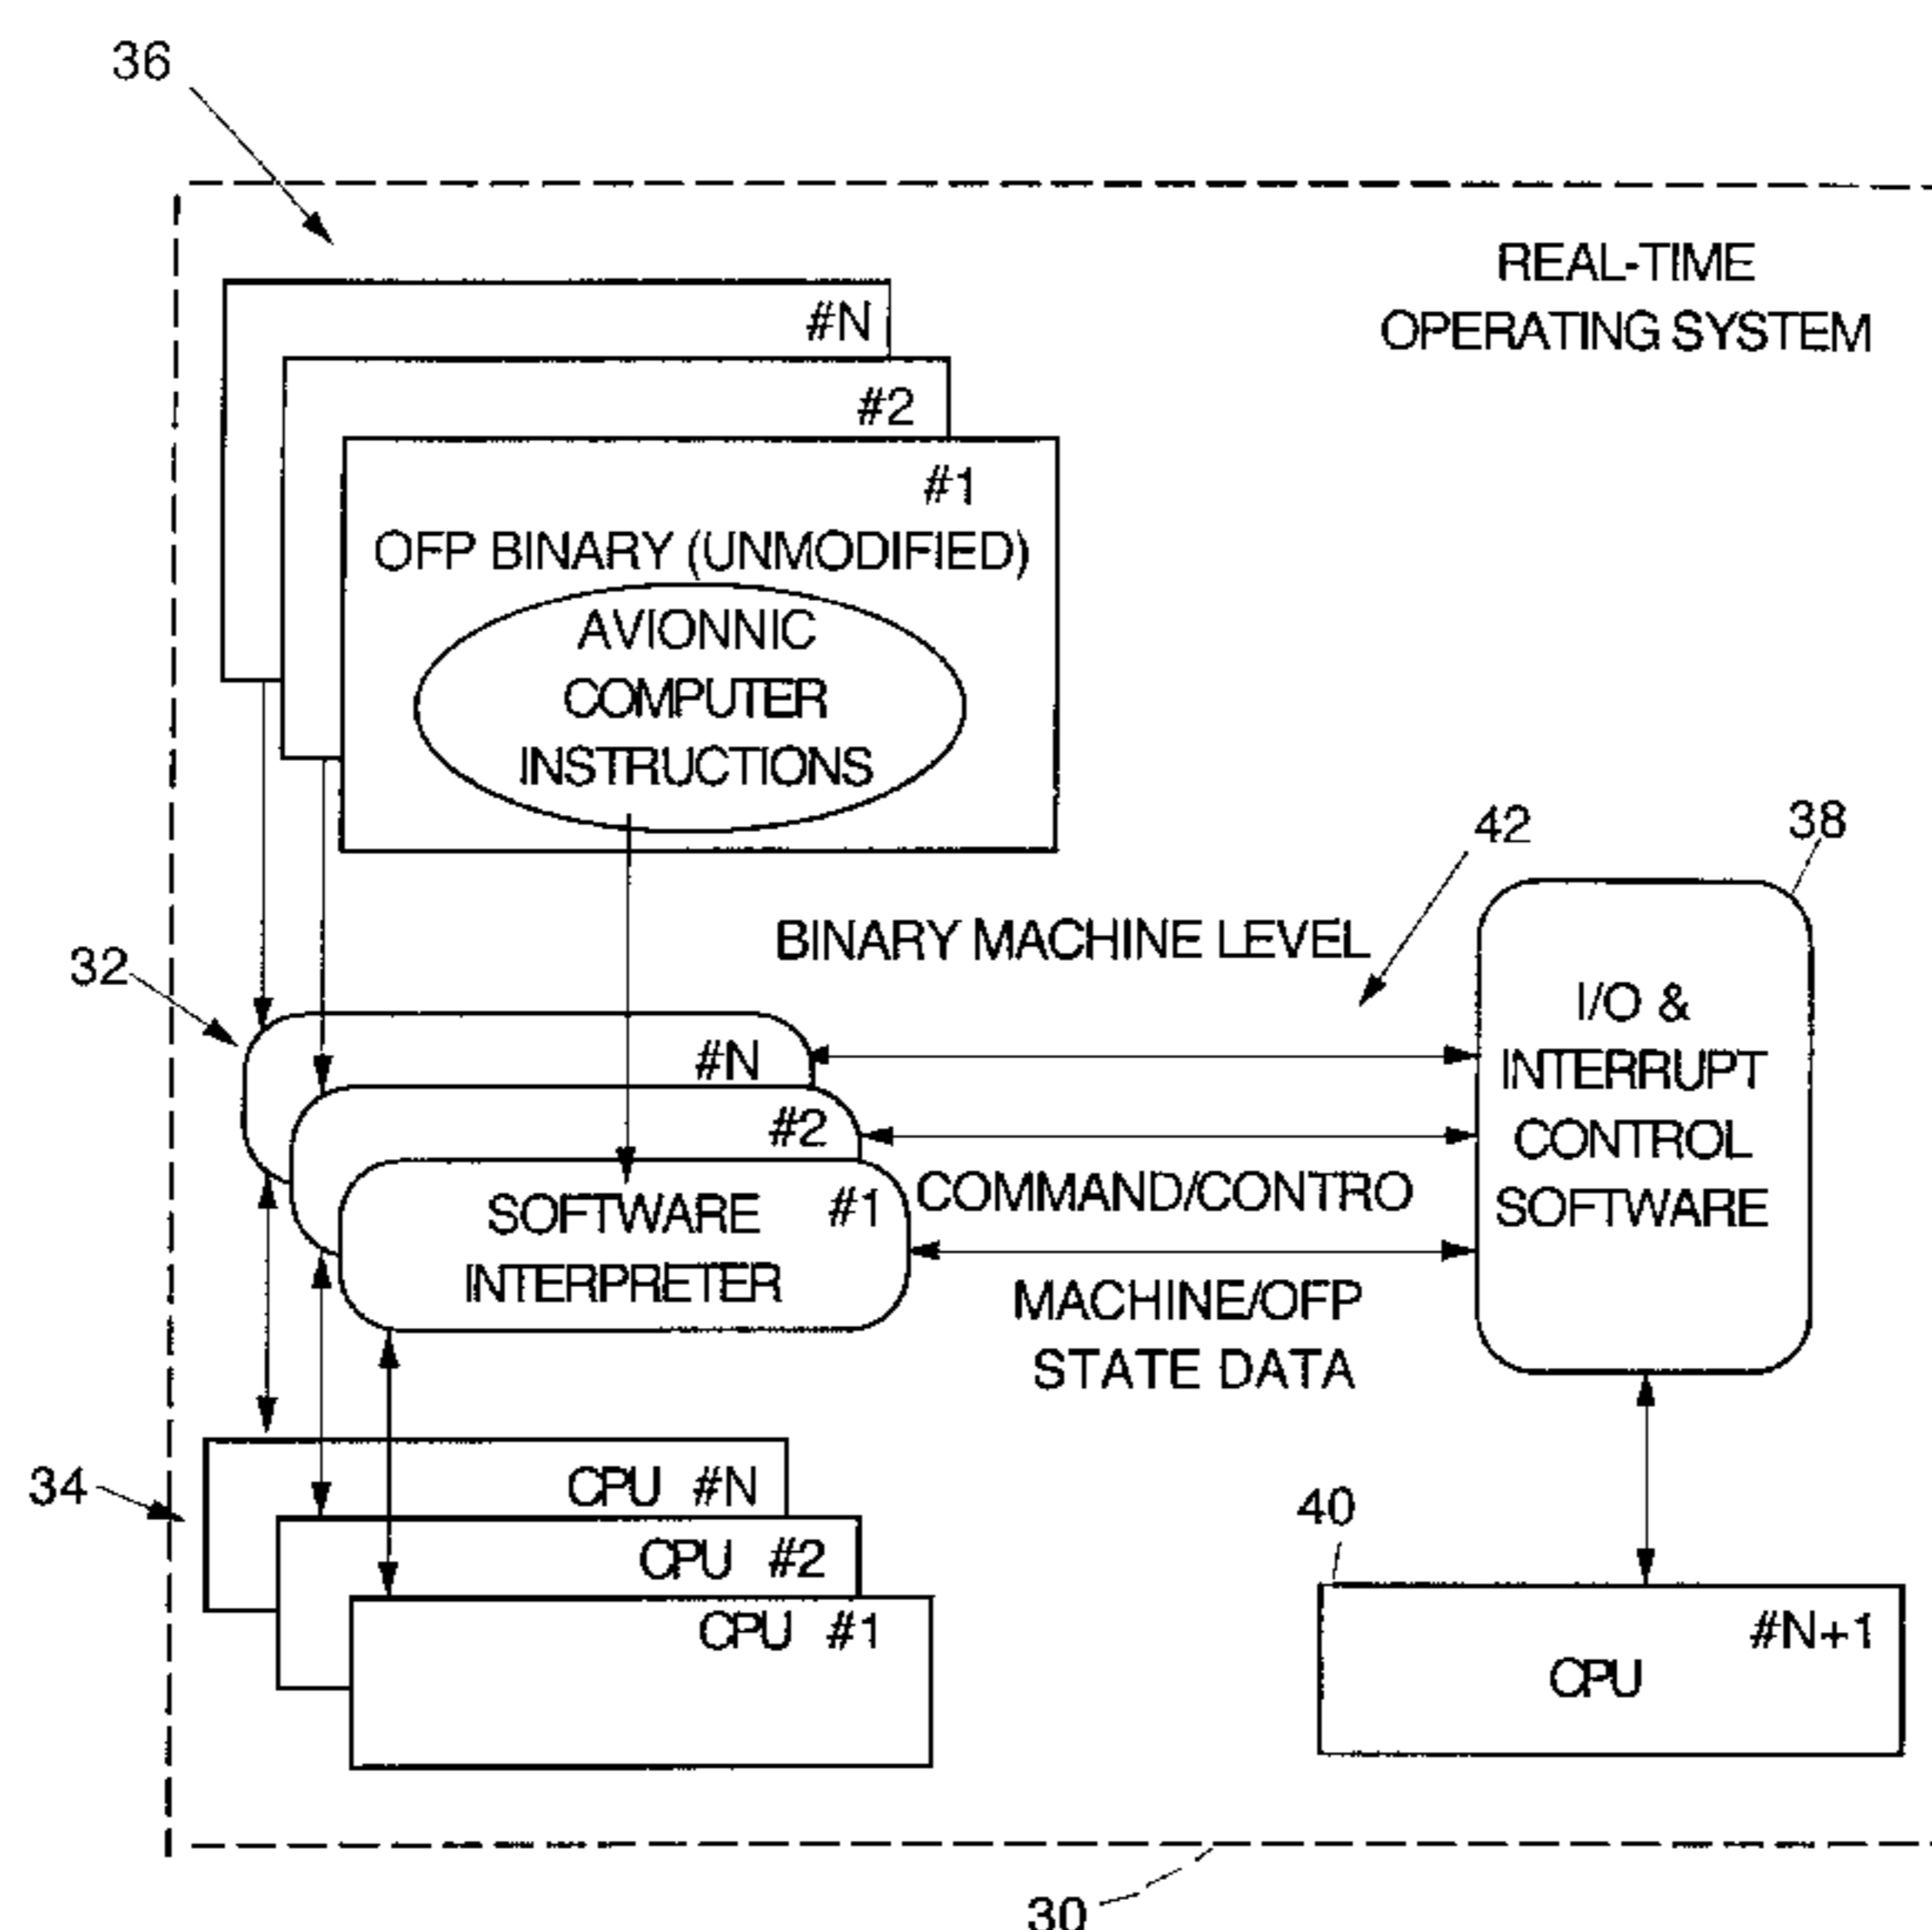 36
REAL-TIME
OPERATING SYSTEM
#N
#2
#1
OFP BINARY (UNMODIFIED)
AVIONNIC
COMPUTER
INSTRUCTIONS
42
38
BINARY MACHINE LEVEL
32
I/O &
INTERRUPT
CONTROL
SOFTWARE
#N
#2
#1
SOFTWARE
INTERPRETER
COMMAND/CONTRO
MACHINE/OFP
STATE DATA
34
CPU #N
CPU #2
CPU #1
40
#N+1
CPU
30